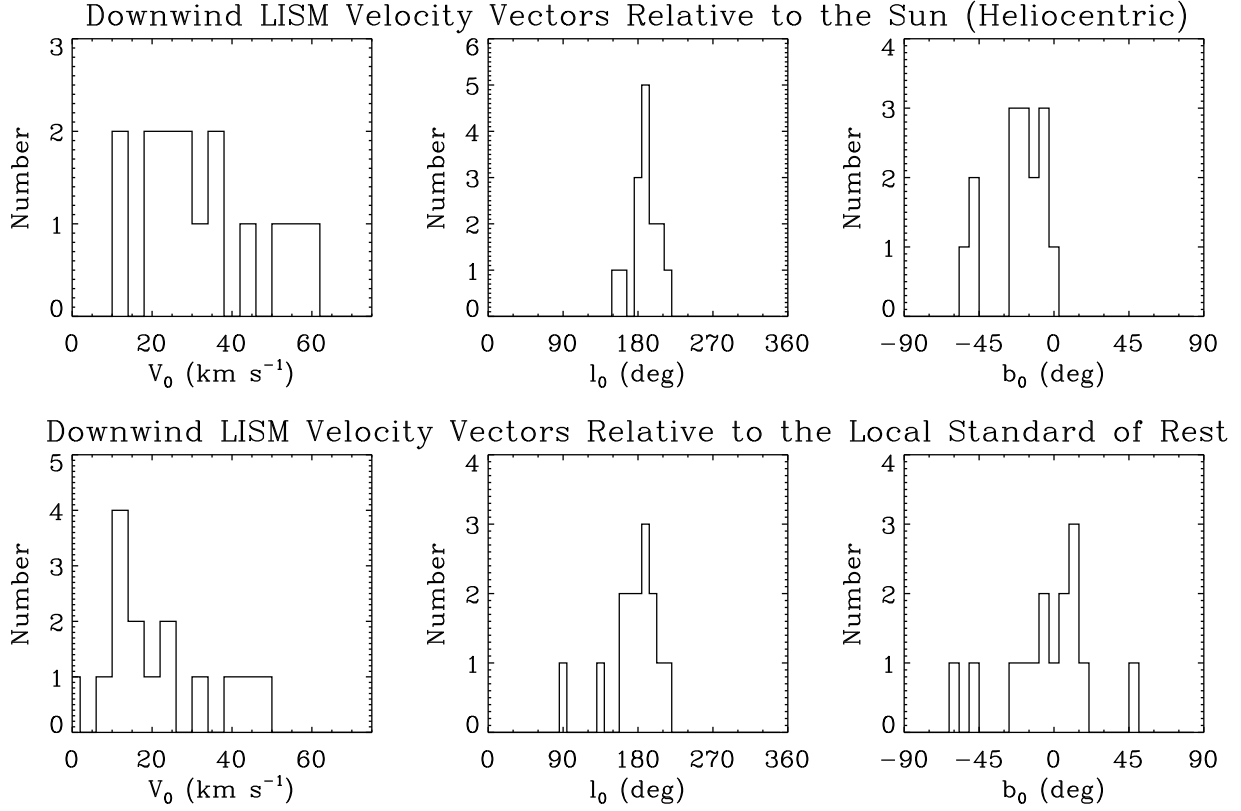 Downwind LISM Velocity Vectors Relative to the Sun (Heliocentric)
3
2
1
0
Number
0 20 40 60
V₀ (km s⁻¹)
6
5
4
3
2
1
0
Number
0 90 180 270 360
l₀ (deg)
4
3
2
1
0
Number
−90 −45 0 45 90
b₀ (deg)
Downwind LISM Velocity Vectors Relative to the Local Standard of Rest
5
4
3
2
1
0
Number
0 20 40 60
V₀ (km s⁻¹)
4
3
2
1
0
Number
0 90 180 270 360
l₀ (deg)
4
3
2
1
0
Number
−90 −45 0 45 90
b₀ (deg)